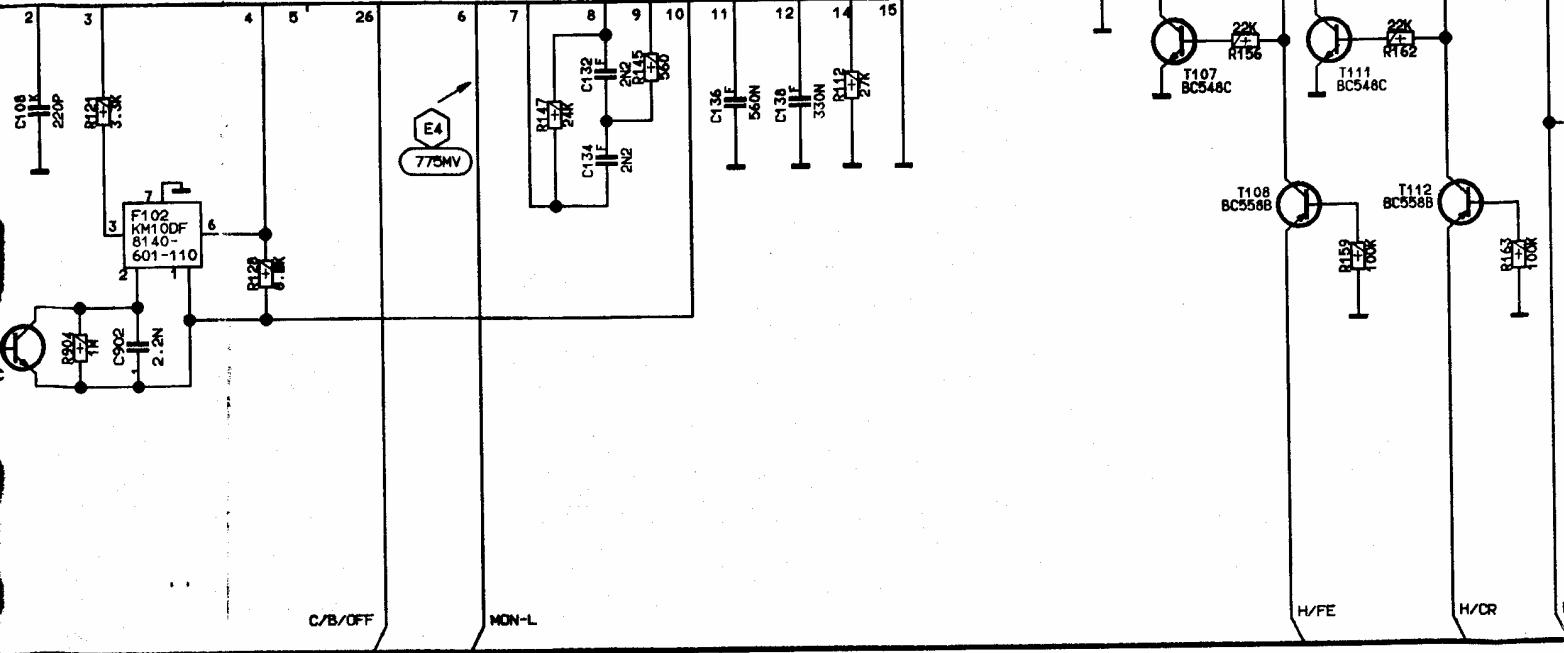 2
3
4
5
26
6
7
8
9
10
11
12
14
15
C108
K
220P
R121
3.3K
E4
775MV
R147
24K
C132
F
2N2
R145
560
C134
F
2N2
C136
F
560N
C138
F
330N
R112
27K
22K
R156
T107
BC548C
22K
R162
T111
BC548C
7
3
F102
KM10DF
8140-
601-110
6
2
1
R128
R904
1M
C902
2.2N
T108
BC558B
R159
100K
T112
BC558B
R163
100K
C/B/OFF
MON-L
H/FE
H/CR